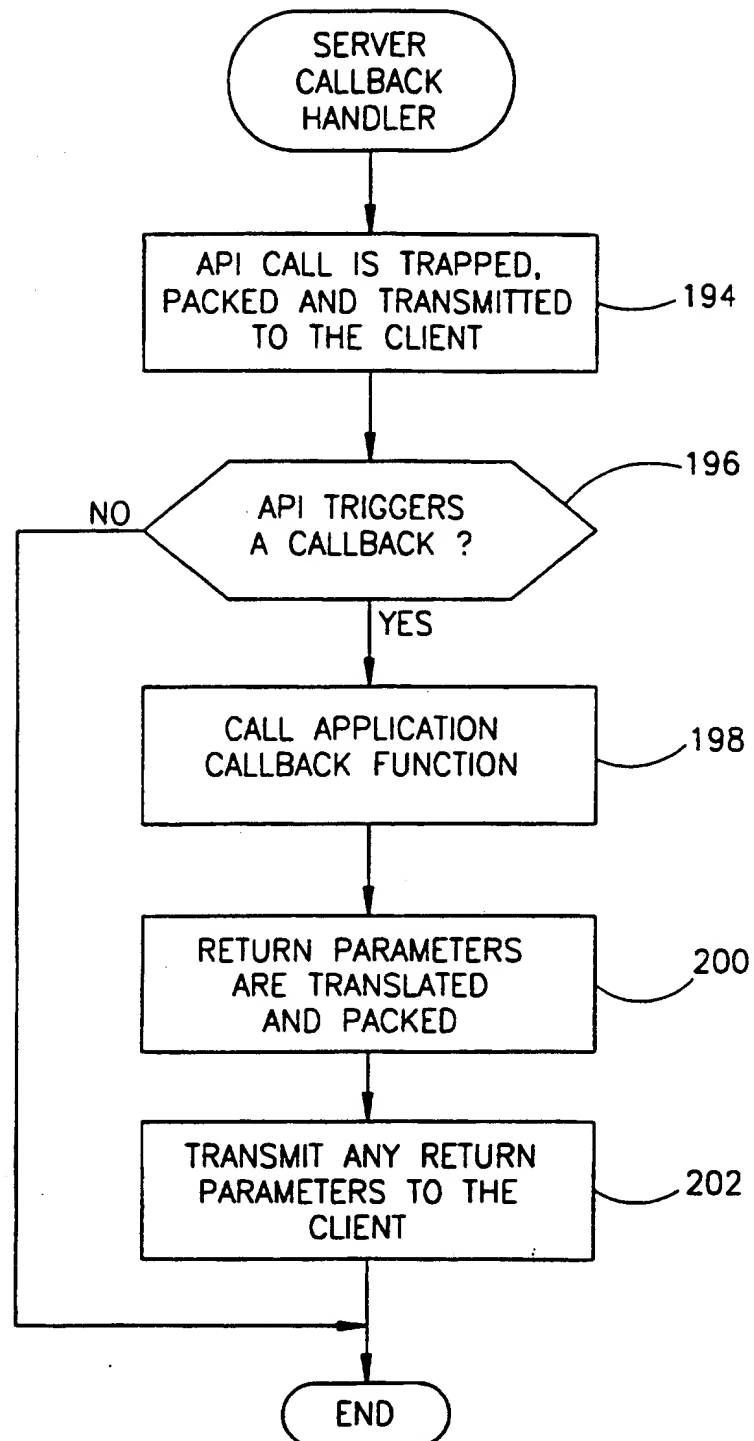 SERVER
CALLBACK
HANDLER
API CALL IS TRAPPED,
PACKED AND TRANSMITTED
TO THE CLIENT
194
196
NO
API TRIGGERS
A CALLBACK ?
YES
CALL APPLICATION
CALLBACK FUNCTION
198
RETURN PARAMETERS
ARE TRANSLATED
AND PACKED
200
TRANSMIT ANY RETURN
PARAMETERS TO THE
CLIENT
202
END